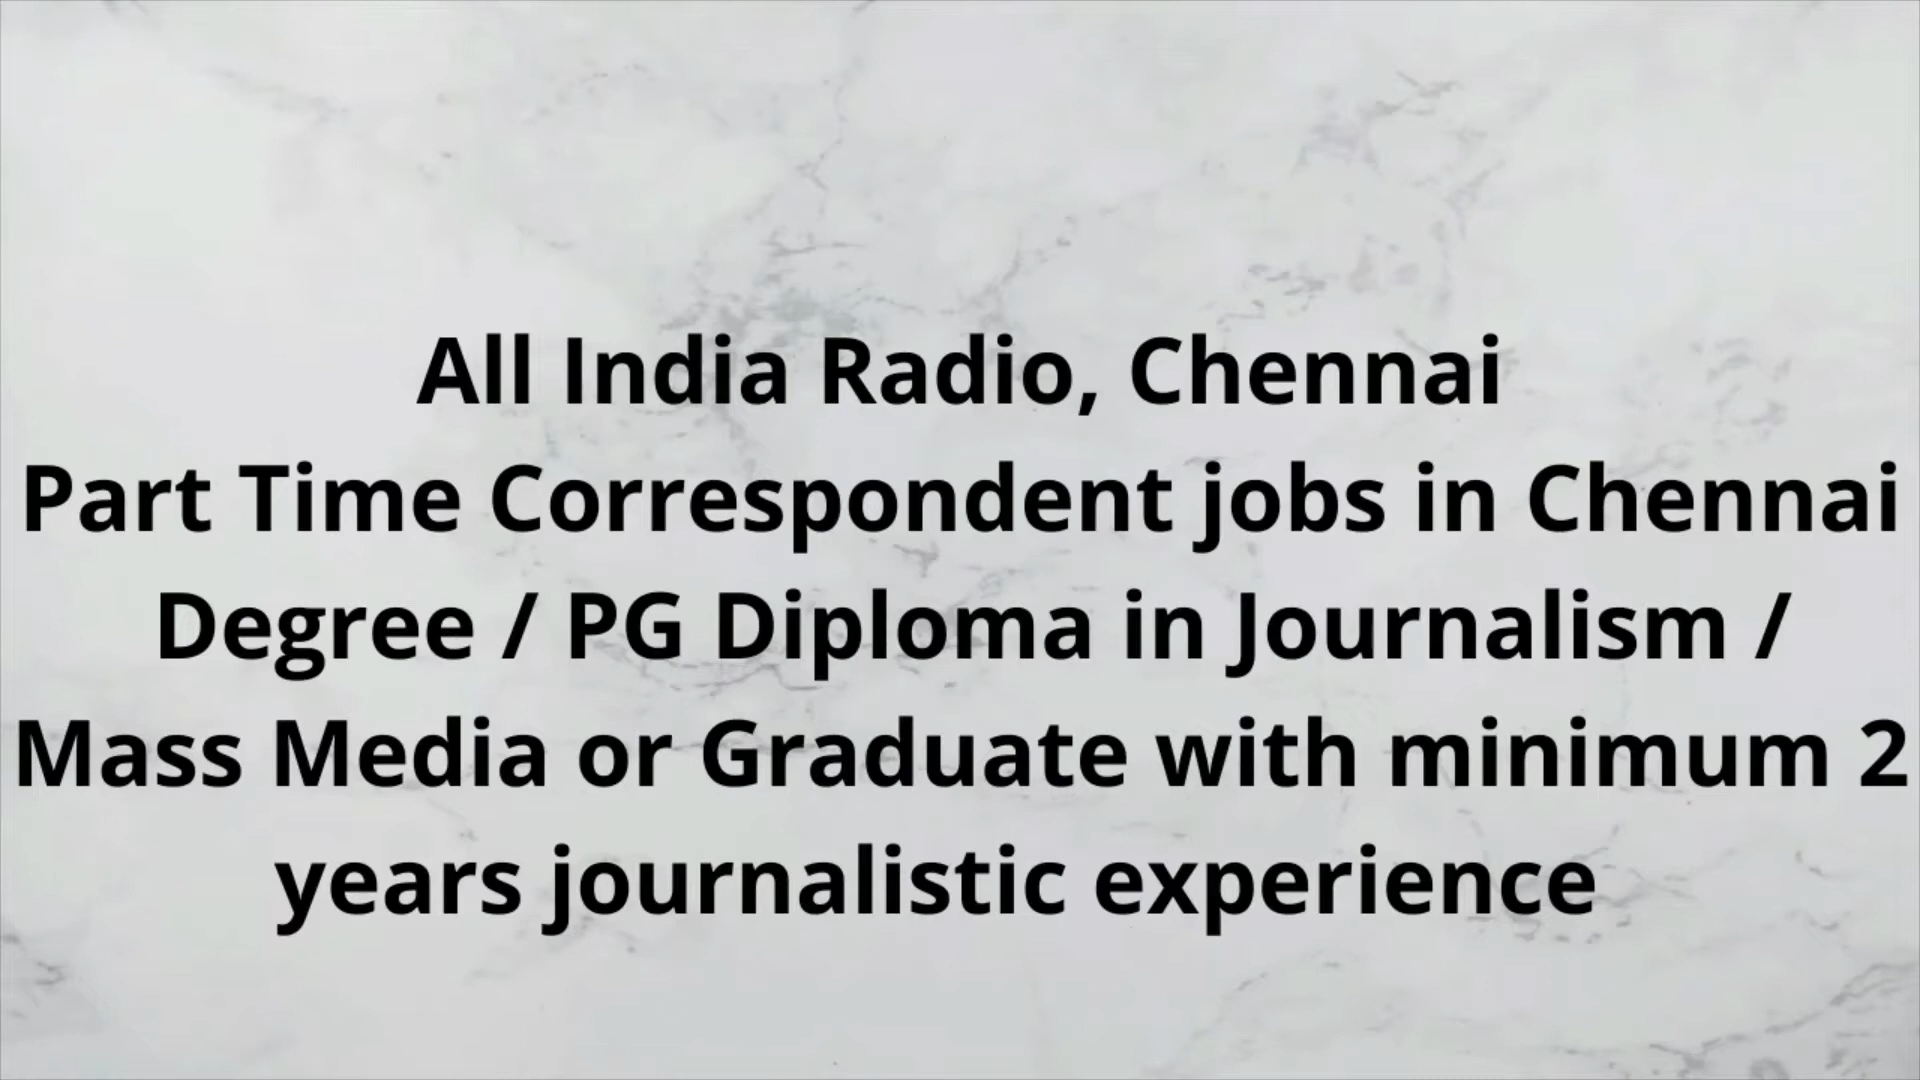 All India Radio, Chennai
Part Time Correspondent jobs in Chennai
Degree / PG Diploma in Journalism /
Mass Media or Graduate with minimum 2
years journalistic experience